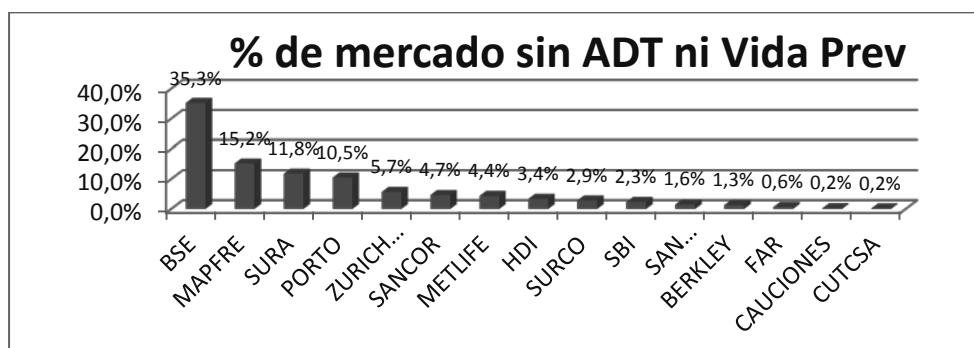 % de mercado sin ADT ni Vida Prev
40,0%
30,0%
20,0%
10,0%
0,0%
35,3%
15,2%
11,8%
10,5%
5,7%
4,7%
4,4%
3,4%
2,9%
2,3%
1,6%
1,3%
0,6%
0,2%
0,2%
BSE
MAPFRE
SURA
PORTO
ZURICH...
SANCOR
METLIFE
HDI
SURCO
SBI
SAN...
BERKLEY
FAR
CAUCIONES
CUTCSA